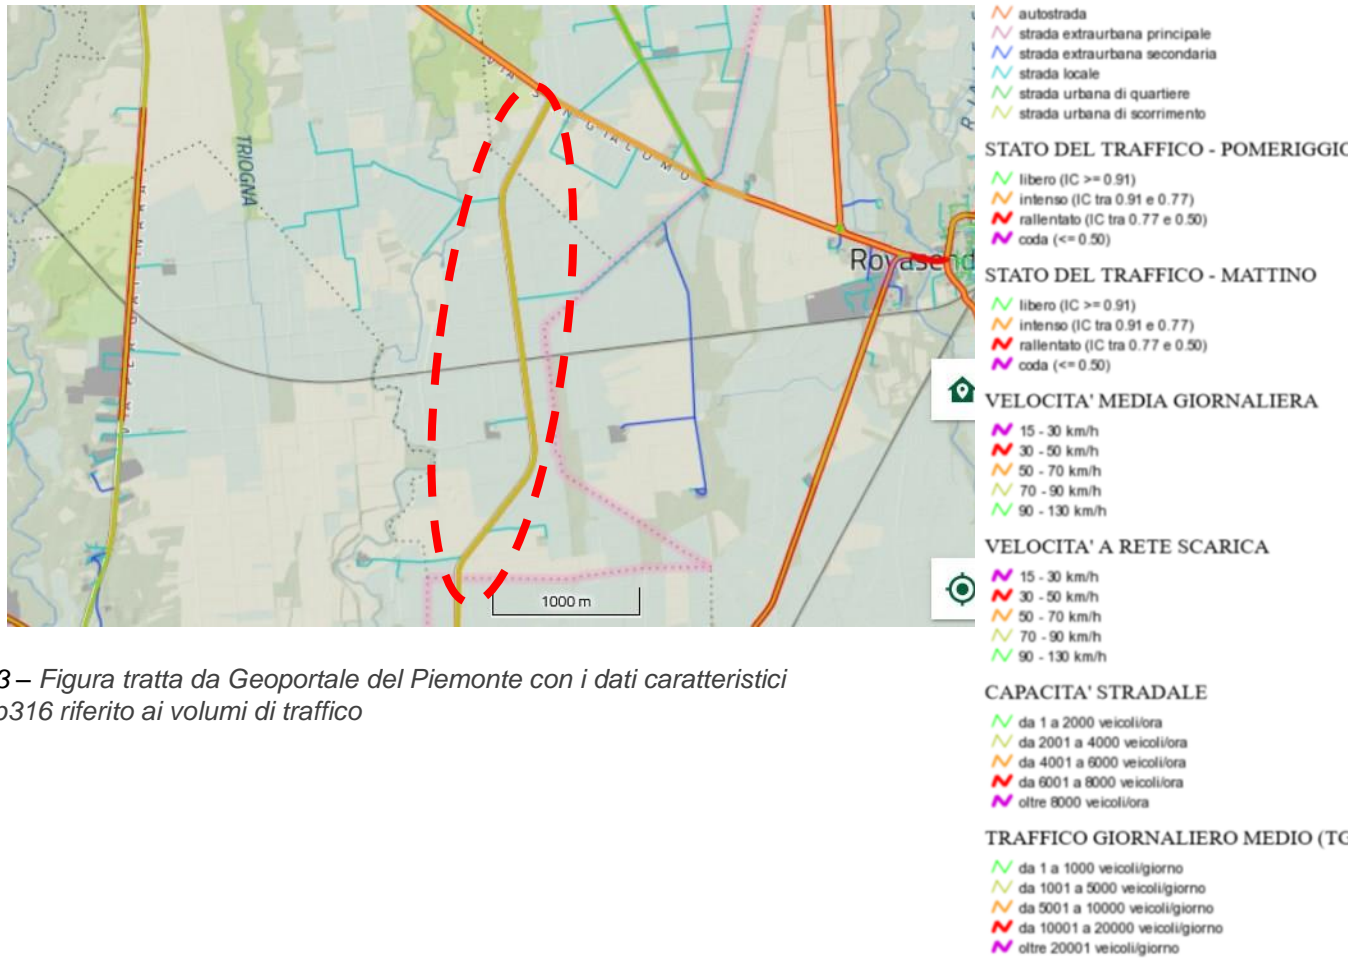 autostrada
strada extraurbana principale
strada extraurbana secondaria
strada locale
strada urbana di quartiere
strada urbana di scorrimento
STATO DEL TRAFFICO - POMERIGGIO
libero (IC >= 0.91)
intenso (IC tra 0.91 e 0.77)
rallentato (IC tra 0.77 e 0.50)
coda (<= 0.50)
STATO DEL TRAFFICO - MATTINO
libero (IC >= 0.91)
intenso (IC tra 0.91 e 0.77)
rallentato (IC tra 0.77 e 0.50)
coda (<= 0.50)
VELOCITA' MEDIA GIORNALIERA
15 - 30 km/h
30 - 50 km/h
50 - 70 km/h
70 - 90 km/h
90 - 130 km/h
VELOCITA' A RETE SCARICA
15 - 30 km/h
30 - 50 km/h
50 - 70 km/h
70 - 90 km/h
90 - 130 km/h
CAPACITA' STRADALE
da 1 a 2000 veicoli/ora
da 2001 a 4000 veicoli/ora
da 4001 a 6000 veicoli/ora
da 6001 a 8000 veicoli/ora
oltre 8000 veicoli/ora
TRAFFICO GIORNALIERO MEDIO (TG
da 1 a 1000 veicoli/giorno
da 1001 a 5000 veicoli/giorno
da 5001 a 10000 veicoli/giorno
da 10001 a 20000 veicoli/giorno
oltre 20001 veicoli/giorno
TRIOGNA
Rovasend
1000 m
3 – Figura tratta da Geoportale del Piemonte con i dati caratteristici
p316 riferito ai volumi di traffico